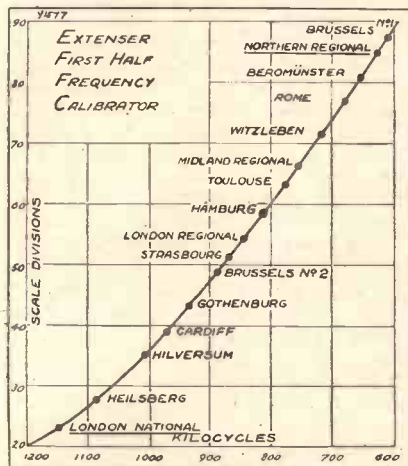 Y1577
EXTENSER
FIRST HALF
FREQUENCY
CALIBRATOR
BRUSSELS No1
NORTHERN REGIONAL
BEROMÜNSTER
ROME
WITZLEBEN
MIDLAND REGIONAL
TOULOUSE
HAMBURG
LONDON REGIONAL
STRASBOURG
BRUSSELS No2
GOTHENBURG
CARDIFF
HILVERSUM
HEILSBERG
LONDON NATIONAL
SCALE DIVISIONS
90
80
70
60
50
40
30
20
KILOCYCLES
1200
1100
1000
900
800
700
600